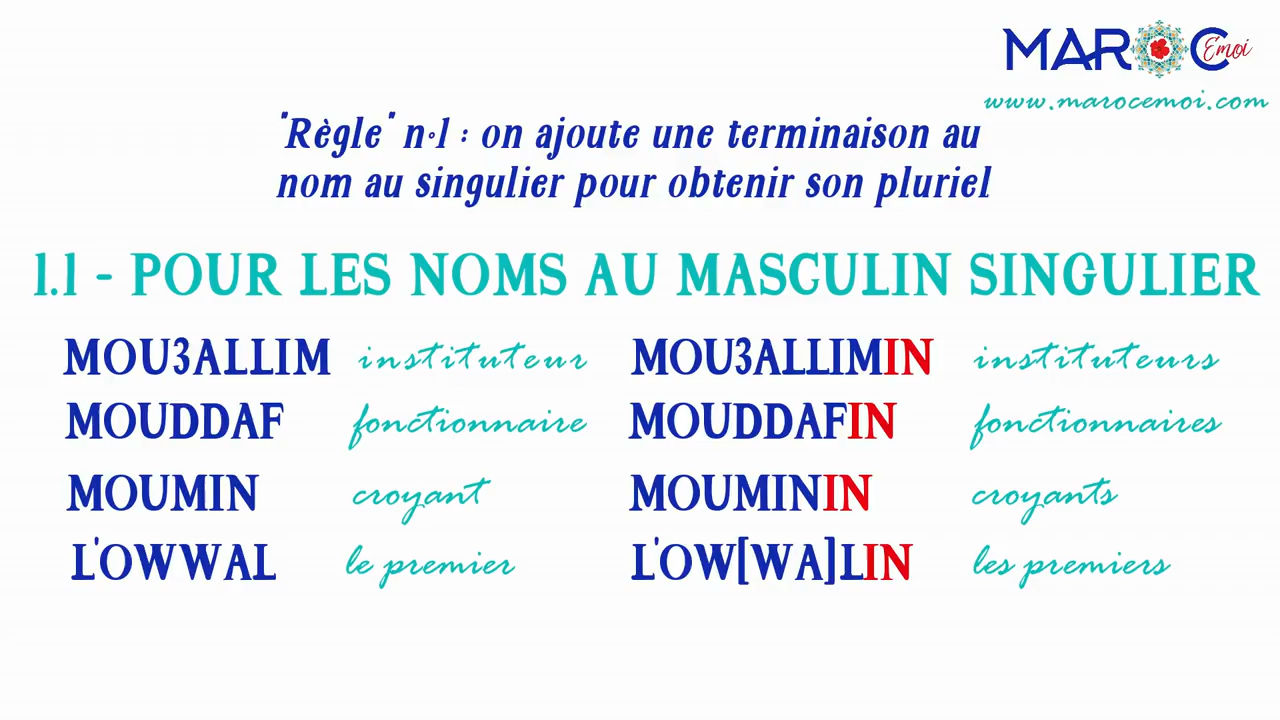 MAROC Emoi
www.marocemoi.com
"Règle" n°1 : on ajoute une terminaison au
nom au singulier pour obtenir son pluriel
1.1 - POUR LES NOMS AU MASCULIN SINGULIER
MOU3ALLIM instituteur MOU3ALLIMIN instituteurs
MOUDDAF fonctionnaire MOUDDAFIN fonctionnaires
MOUMIN croyant MOUMININ croyants
L'OWWAL le premier L'OW[WA]LIN les premiers